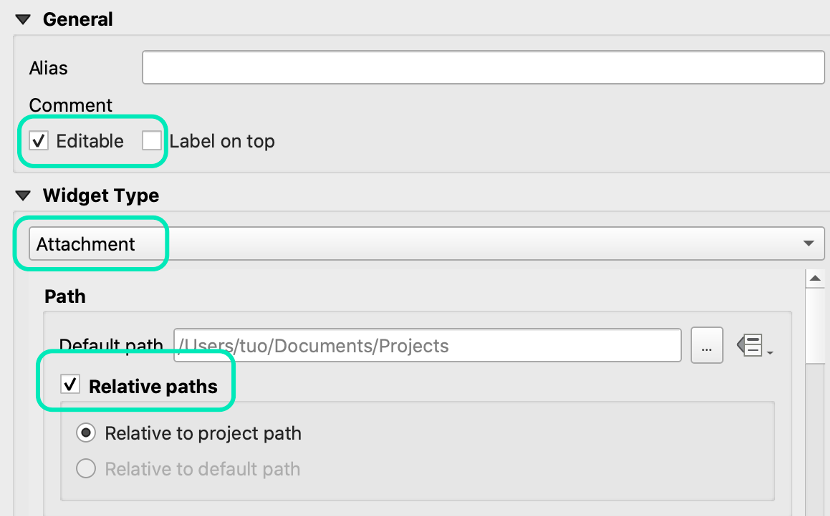 General
Alias
Comment
Editable Label on top
Widget Type
Attachment
Path
Default path /Users/tuo/Documents/Projects ...
Relative paths
Relative to project path
Relative to default path